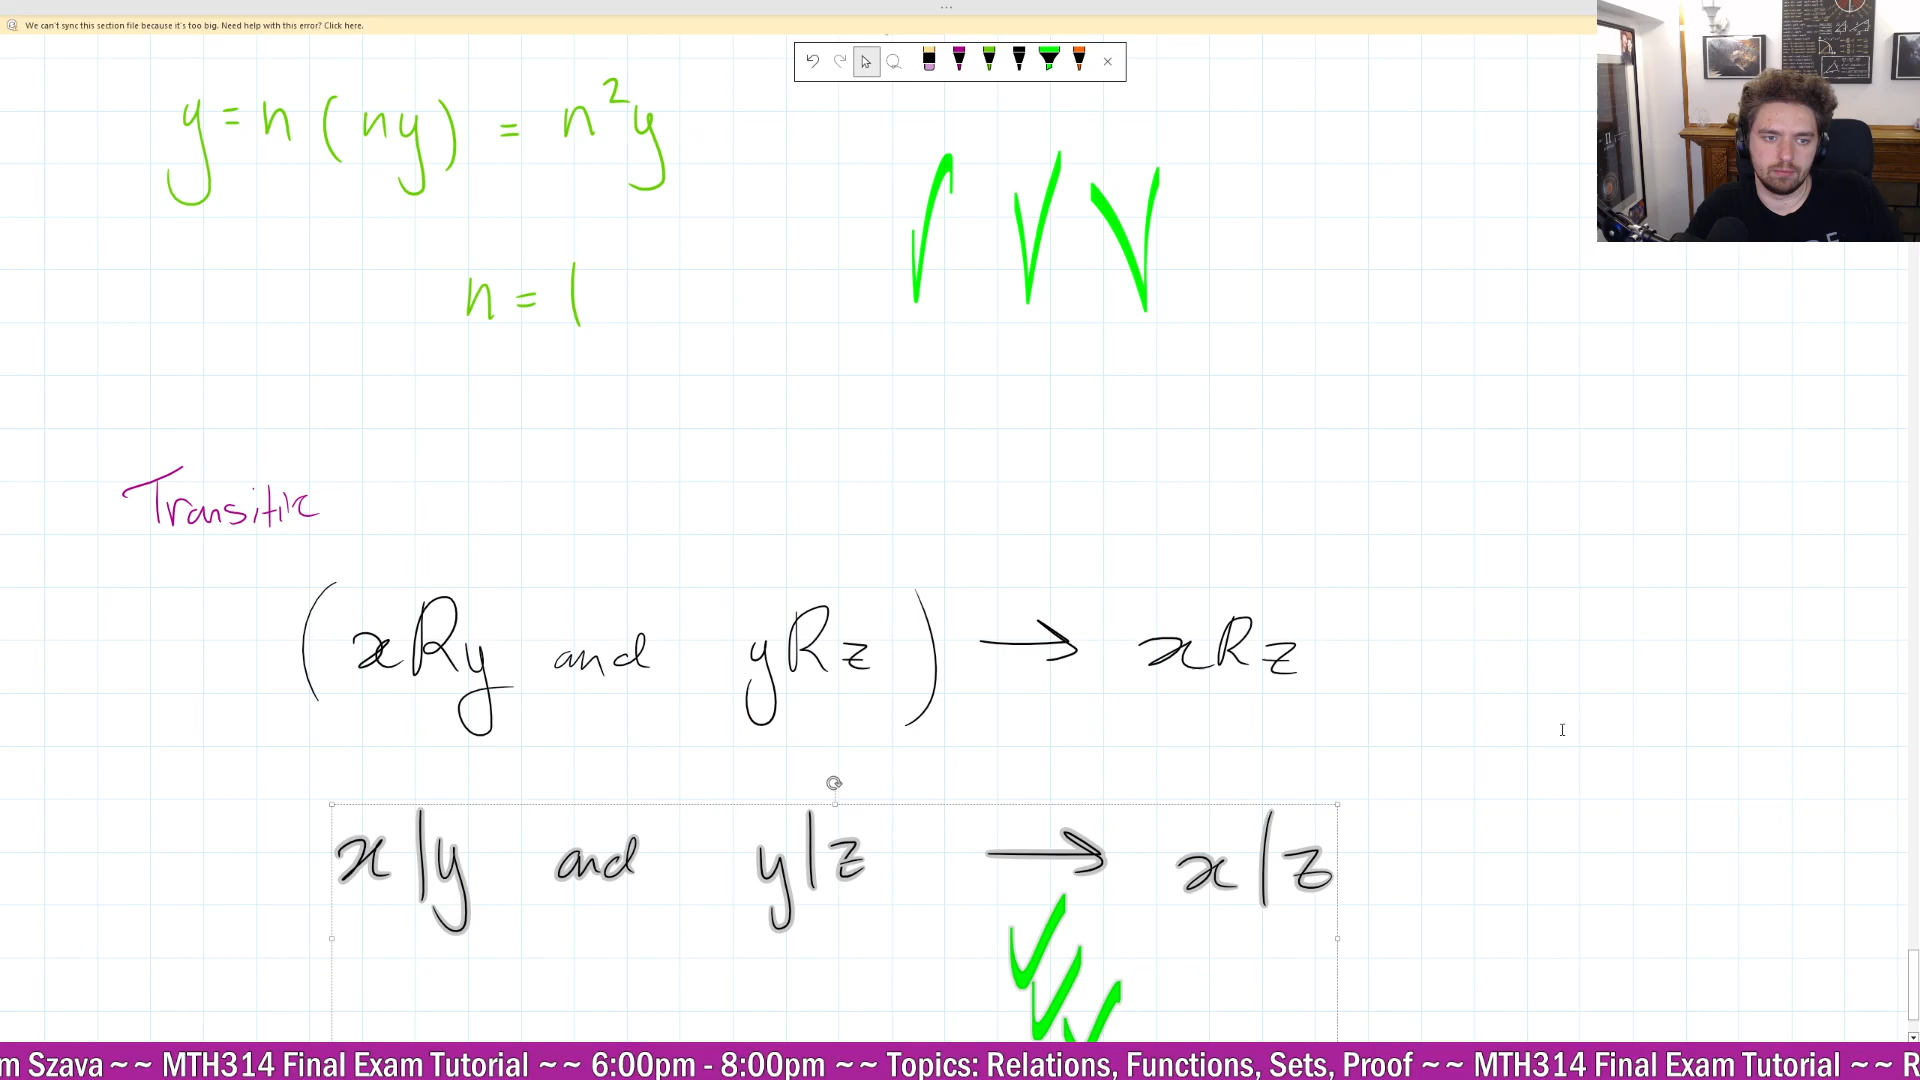 We can't sync this section file because it's too big. Need help with this error? Click here.
y = n ( ny ) = n²y
n = 1
Transitive
( xRy and yRz ) → xRz
x|y and y|z → x|z
m Szava ~~ MTH314 Final Exam Tutorial ~~ 6:00pm - 8:00pm ~~ Topics: Relations, Functions, Sets, Proof ~~ MTH314 Final Exam Tutorial ~~ R